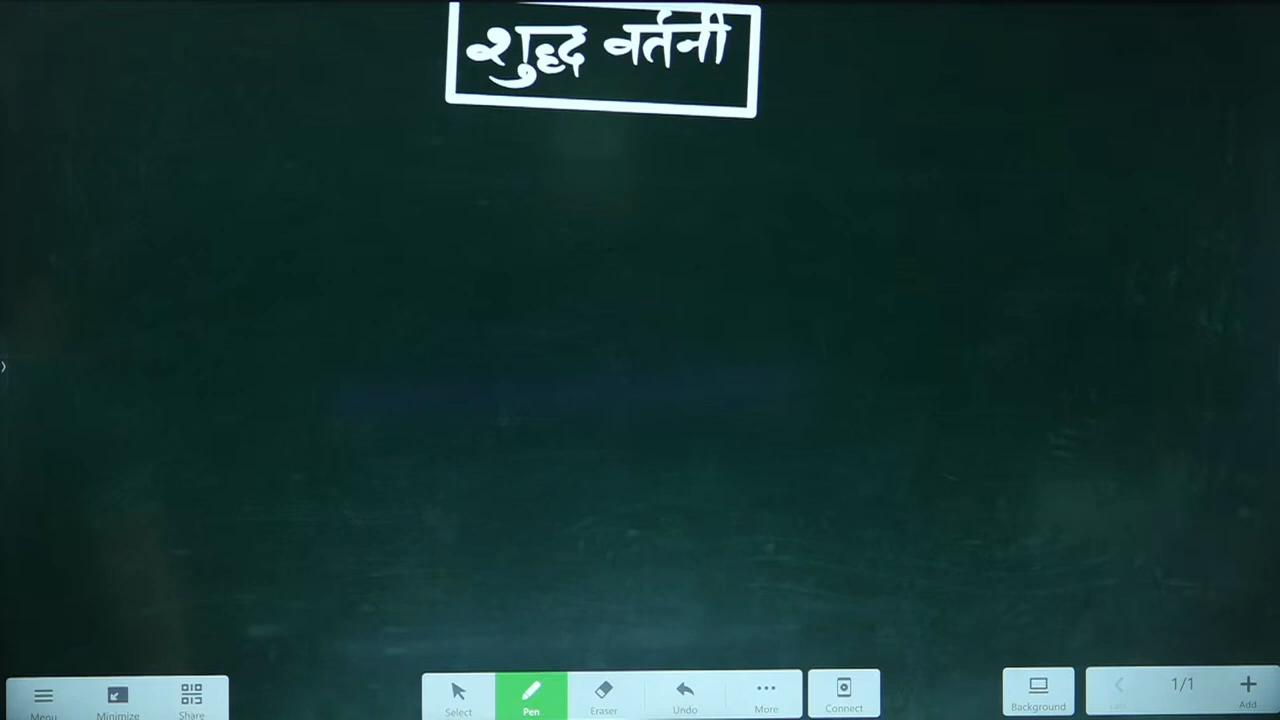 शुद्ध वर्तनी
Menu
Minimize
Share
Select
Pen
Eraser
Undo
More
Connect
Background
1/1
Add